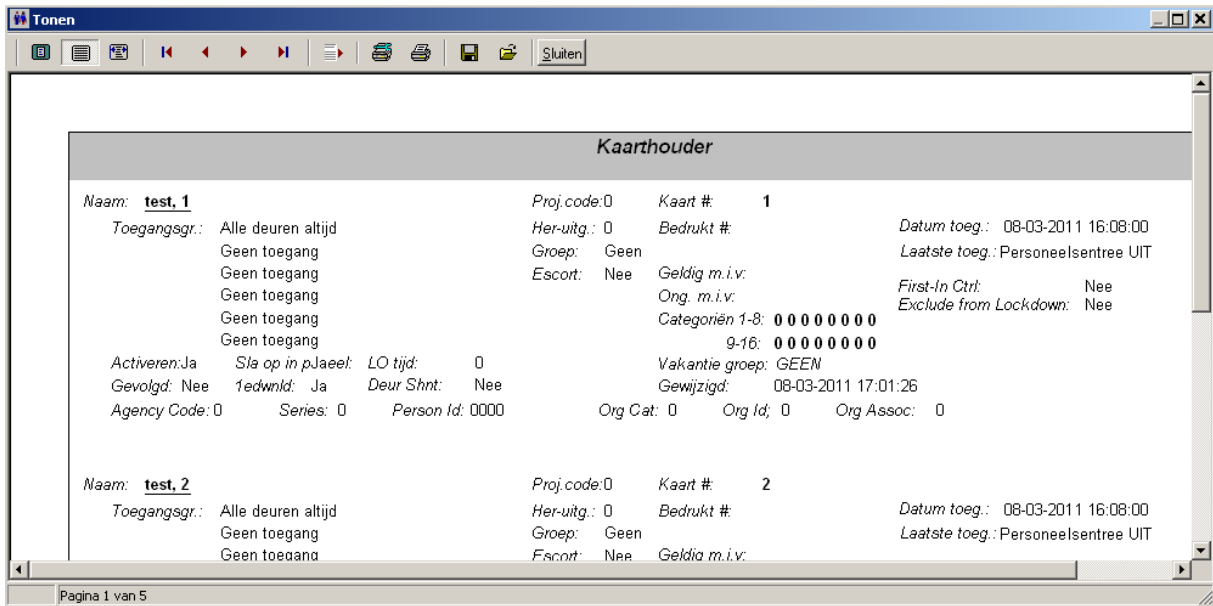 Tonen
Sluiten
Kaarthouder
Naam: test, 1 Proj.code:0 Kaart #: 1
Toegangsgr.: Alle deuren altijd Her-uitg.: 0 Bedrukt #: Datum toeg.: 08-03-2011 16:08:00
Geen toegang Groep: Geen Laatste toeg.: Personeelsentree UIT
Geen toegang Escort: Nee Geldig m.i.v:
Geen toegang Ong. m.i.v: First-In Ctrl: Nee
Geen toegang Categoriën 1-8: 0 0 0 0 0 0 0 0 Exclude from Lockdown: Nee
Geen toegang 9-16: 0 0 0 0 0 0 0 0
Activeren:Ja Sla op in pJaeel: LO tijd: 0 Vakantie groep: GEEN
Gevolgd: Nee 1edwnld: Ja Deur Shnt: Nee Gewijzigd: 08-03-2011 17:01:26
Agency Code: 0 Series: 0 Person Id: 0000 Org Cat: 0 Org Id; 0 Org Assoc: 0
Naam: test, 2 Proj.code:0 Kaart #: 2
Toegangsgr.: Alle deuren altijd Her-uitg.: 0 Bedrukt #: Datum toeg.: 08-03-2011 16:08:00
Geen toegang Groep: Geen Laatste toeg.: Personeelsentree UIT
Geen toegang Escort: Nee Geldig m.i.v:
Pagina 1 van 5